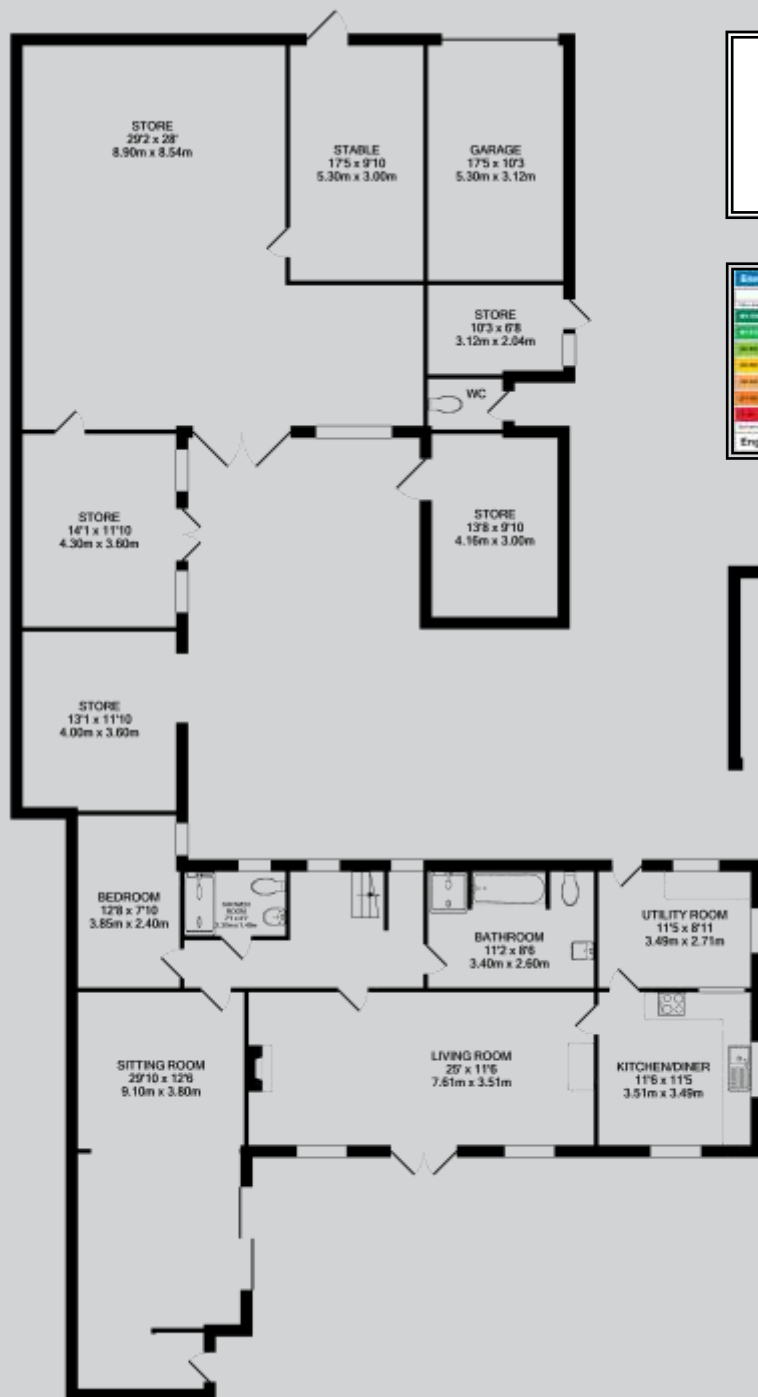 STORE
29'2 x 28'
8.90m x 8.54m
STABLE
17'5 x 9'10
5.30m x 3.00m
GARAGE
17'5 x 10'3
5.30m x 3.12m
STORE
10'3 x 6'8
3.12m x 2.04m
WC
STORE
14'1 x 11'10
4.30m x 3.60m
STORE
13'8 x 9'10
4.16m x 3.00m
STORE
13'1 x 11'10
4.00m x 3.60m
BEDROOM
12'8 x 7'10
3.85m x 2.40m
SHOWER
ROOM
BATHROOM
11'2 x 8'6
3.40m x 2.60m
UTILITY ROOM
11'5 x 8'11
3.49m x 2.71m
SITTING ROOM
29'10 x 12'6
9.10m x 3.80m
LIVING ROOM
25' x 11'6
7.61m x 3.51m
KITCHEN/DINER
11'6 x 11'5
3.51m x 3.49m
Eng